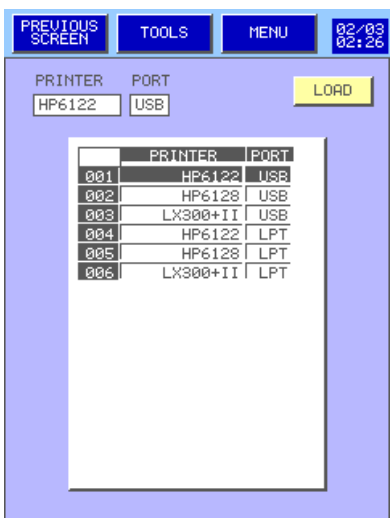 PREVIOUS SCREEN TOOLS MENU 02/03 02:26
PRINTER PORT
HP6122 USB LOAD
PRINTER PORT
001 HP6122 USB
002 HP6128 USB
003 LX300+II USB
004 HP6122 LPT
005 HP6128 LPT
006 LX300+II LPT